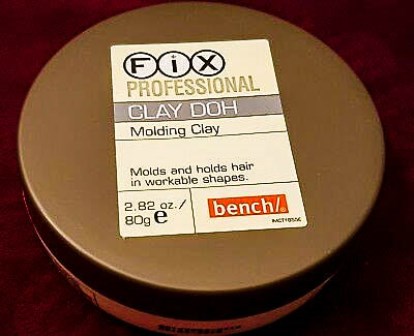 FiX
PROFESSIONAL
CLAY DOH
Molding Clay
Molds and holds hair
in workable shapes.
2.82 oz./
80g e
bench/.